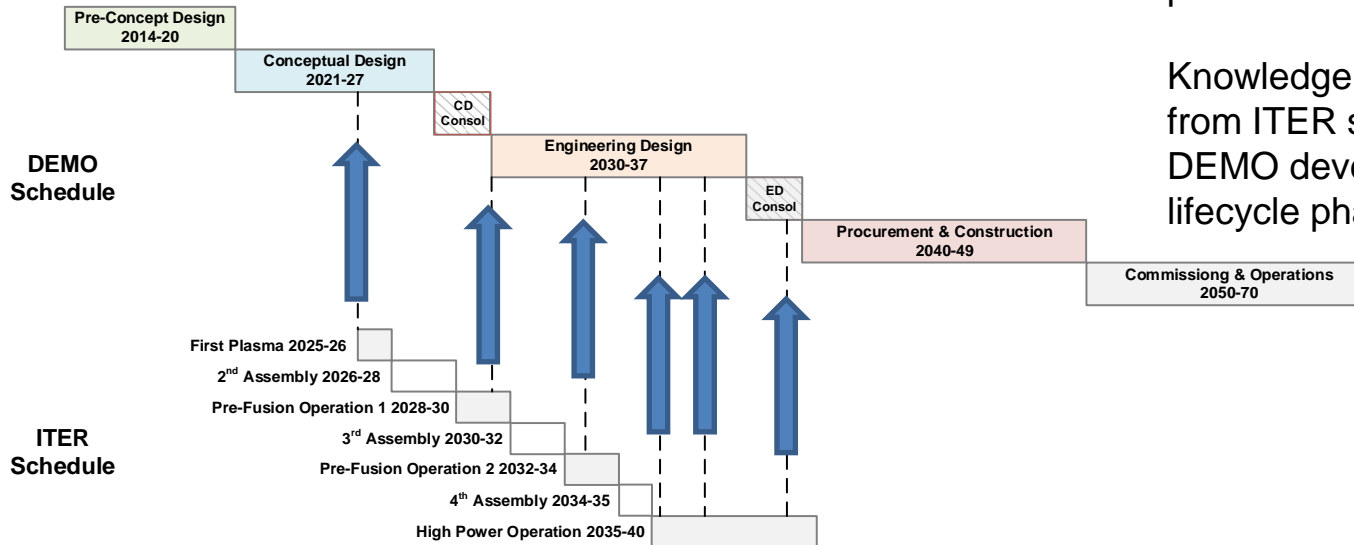 Pre-Concept Design
2014-20
Conceptual Design
2021-27
CD
Consol
Engineering Design
2030-37
ED
Consol
Procurement & Construction
2040-49
Commissiong & Operations
2050-70
DEMO
Schedule
Knowledge
from ITER s
DEMO deve
lifecycle pha
First Plasma 2025-26
2nd Assembly 2026-28
Pre-Fusion Operation 1 2028-30
3rd Assembly 2030-32
Pre-Fusion Operation 2 2032-34
4th Assembly 2034-35
High Power Operation 2035-40
ITER
Schedule